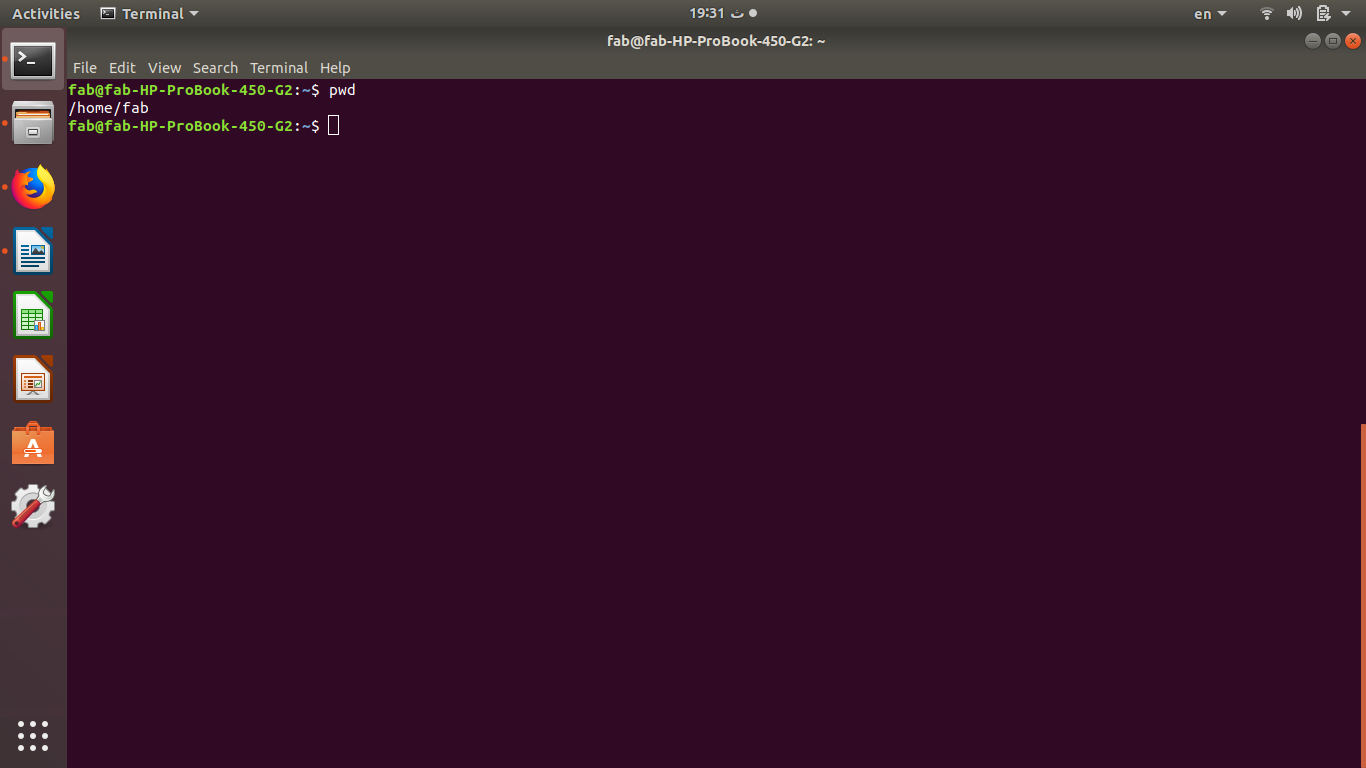 Activities Terminal ث 19:31 en
fab@fab-HP-ProBook-450-G2: ~
File Edit View Search Terminal Help
fab@fab-HP-ProBook-450-G2:~$ pwd
/home/fab
fab@fab-HP-ProBook-450-G2:~$